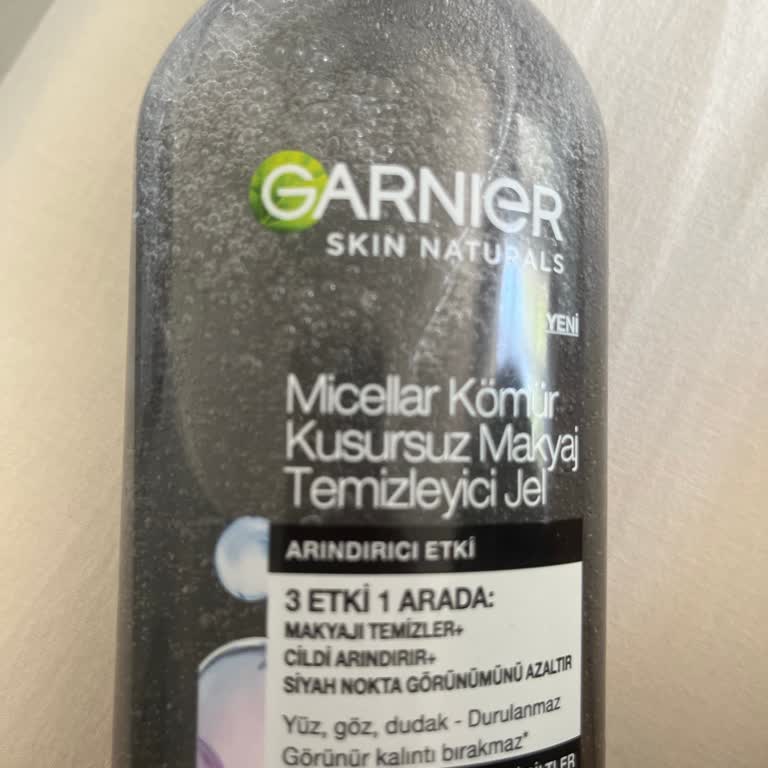 GARNIER
SKIN NATURALS
YENİ
Micellar Kömür
Kusursuz Makyaj
Temizleyici Jel
ARINDIRICI ETKİ
3 ETKİ 1 ARADA:
MAKYAJI TEMİZLER+
CİLDİ ARINDIRIR+
SİYAH NOKTA GÖRÜNÜMÜNÜ AZALTIR
Yüz, göz, dudak - Durulanmaz
Görünür kalıntı bırakmaz*